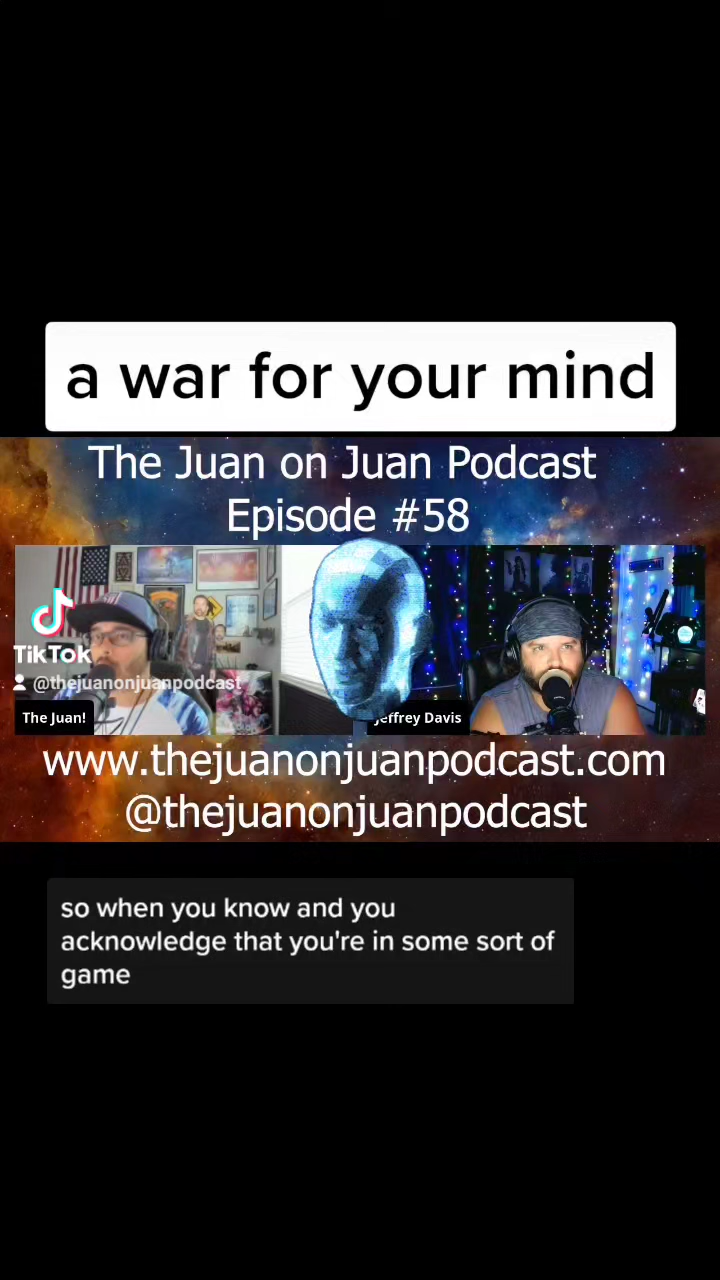 a war for your mind
The Juan on Juan Podcast
Episode #58
TikTok
@thejuanonjuanpodcast
The Juan!
Jeffrey Davis
www.thejuanonjuanpodcast.com
@thejuanonjuanpodcast
so when you know and you
acknowledge that you're in some sort of
game